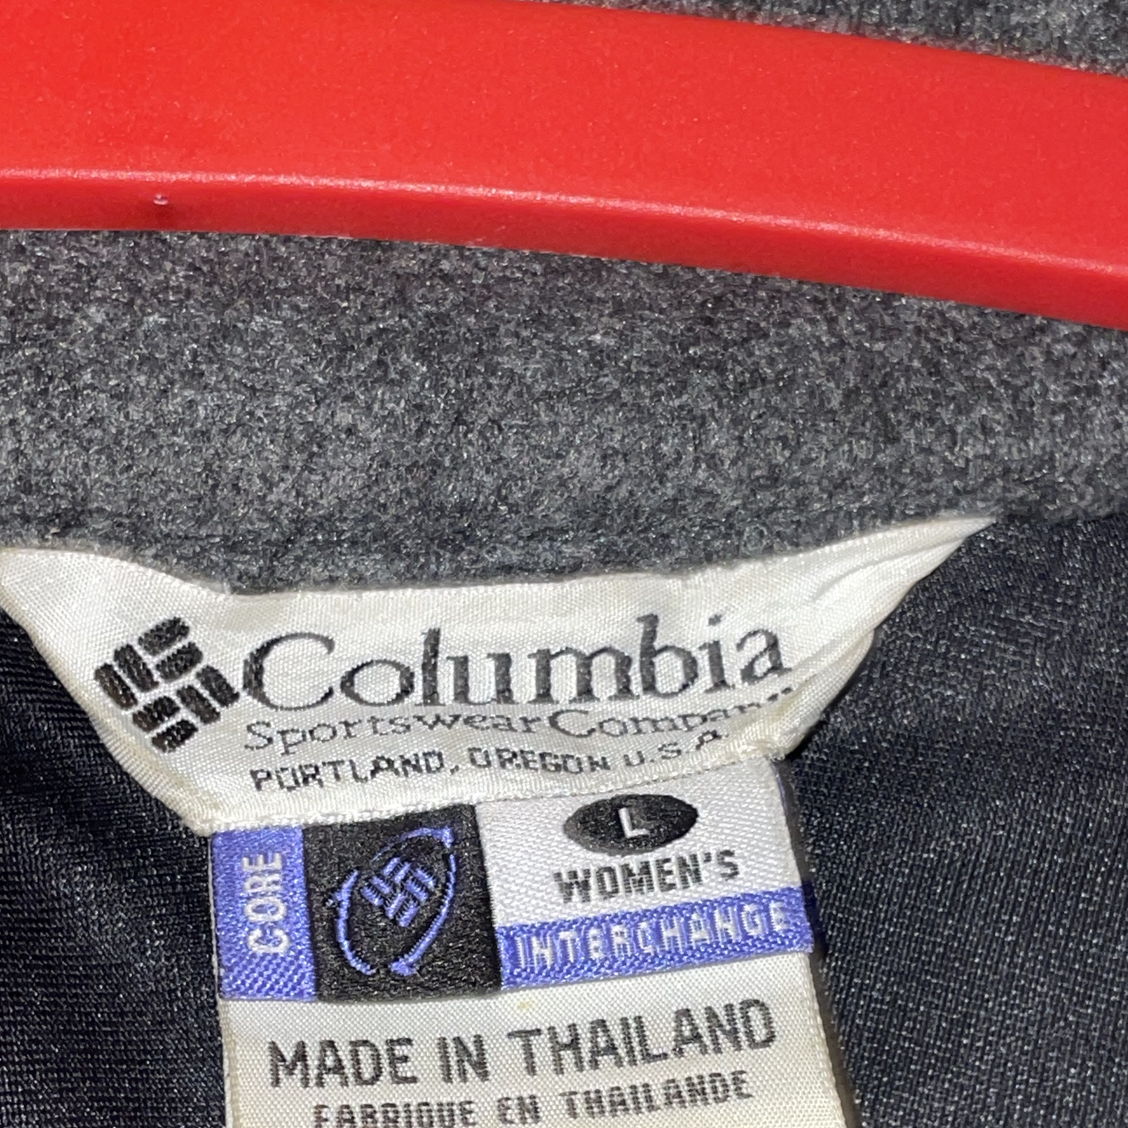 Columbia
Sportswear Company
PORTLAND, OREGON U.S.A.
CORE
L
WOMEN'S
INTERCHANGE
MADE IN THAILAND
FABRIQUE EN THAILANDE